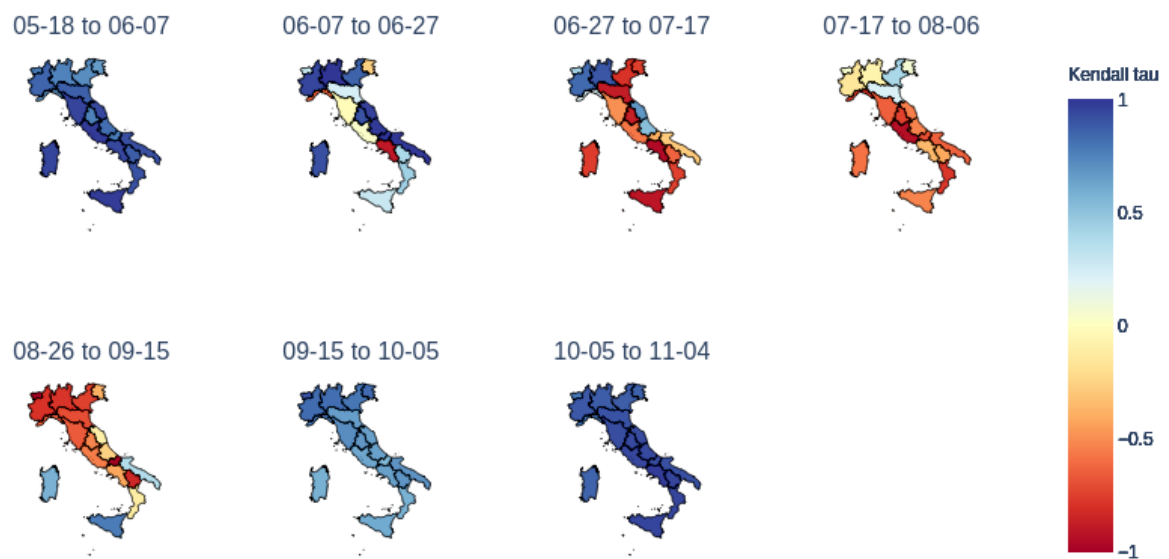 05-18 to 06-07
06-07 to 06-27
06-27 to 07-17
07-17 to 08-06
Kendall tau
1
0.5
0
−0.5
−1
08-26 to 09-15
09-15 to 10-05
10-05 to 11-04